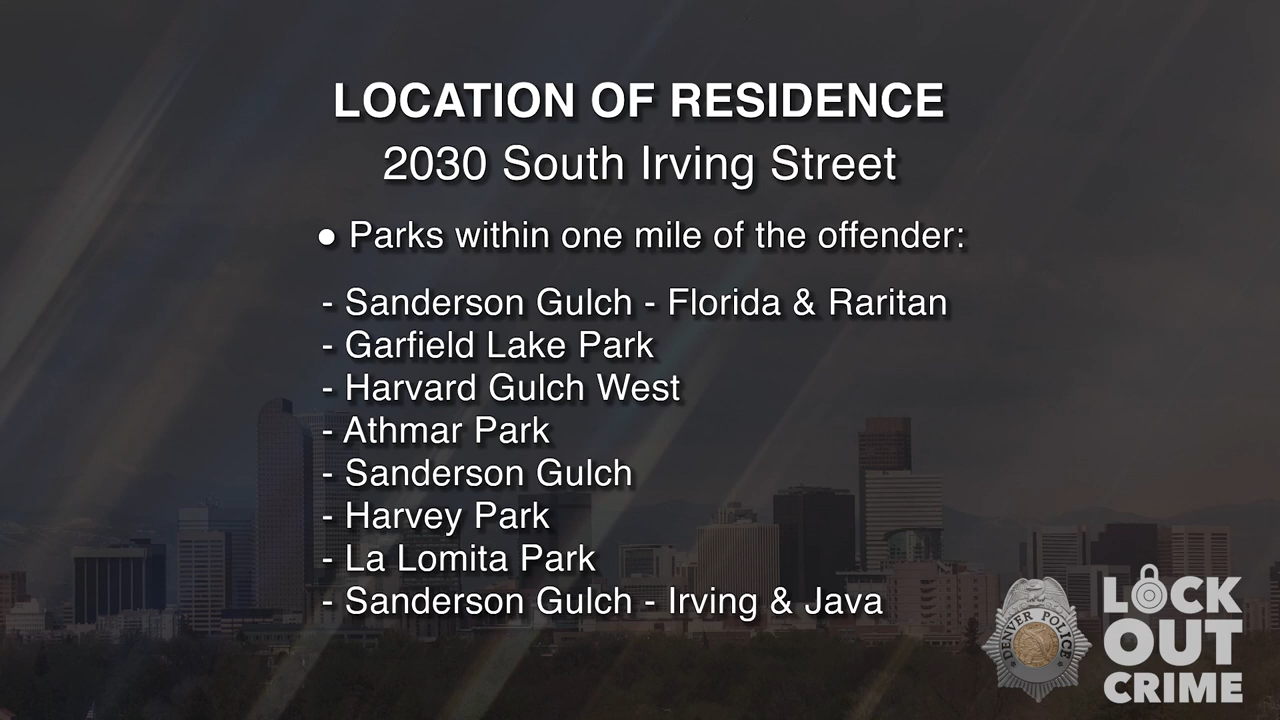 LOCATION OF RESIDENCE
2030 South Irving Street
● Parks within one mile of the offender:
- Sanderson Gulch - Florida & Raritan
- Garfield Lake Park
- Harvard Gulch West
- Athmar Park
- Sanderson Gulch
- Harvey Park
- La Lomita Park
- Sanderson Gulch - Irving & Java
DENVER POLICE
LOCK
OUT
CRIME